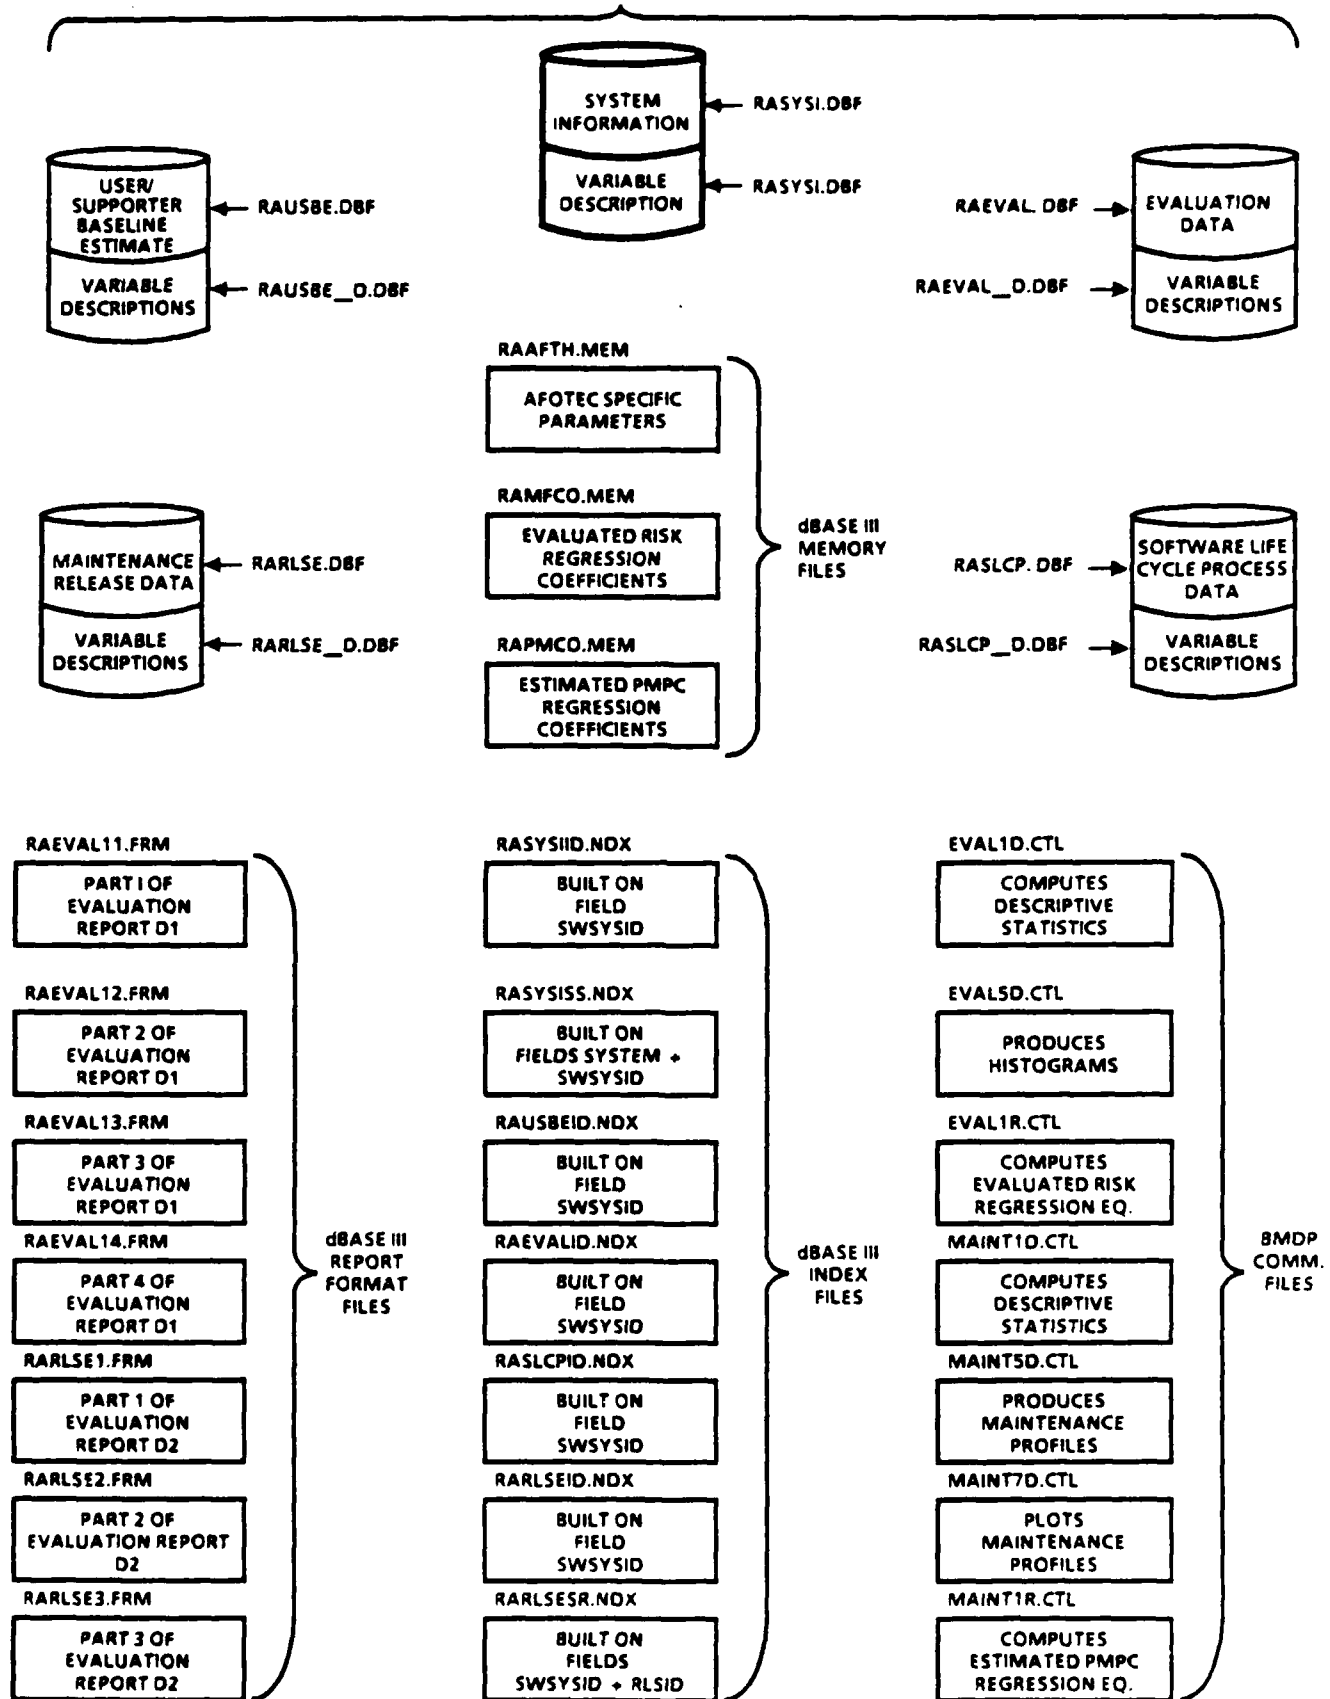 SYSTEM
INFORMATION
RASYSI.DBF
VARIABLE
DESCRIPTION
RASYSI.DBF
USER/
SUPPORTER
BASELINE
ESTIMATE
RAUSBE.DBF
VARIABLE
DESCRIPTIONS
RAUSBE__D.DBF
RAEVAL.DBF
EVALUATION
DATA
RAEVAL__D.DBF
VARIABLE
DESCRIPTIONS
RAAFTH.MEM
AFOTEC SPECIFIC
PARAMETERS
RAMFCO.MEM
EVALUATED RISK
REGRESSION
COEFFICIENTS
RAPMCO.MEM
ESTIMATED PMPC
REGRESSION
COEFFICIENTS
dBASE III
MEMORY
FILES
MAINTENANCE
RELEASE DATA
RARLSE.DBF
VARIABLE
DESCRIPTIONS
RARLSE__D.DBF
RASLCP.DBF
SOFTWARE LIFE
CYCLE PROCESS
DATA
RASLCP__D.DBF
VARIABLE
DESCRIPTIONS
RAEVAL11.FRM
PART I OF
EVALUATION
REPORT D1
RAEVAL12.FRM
PART 2 OF
EVALUATION
REPORT D1
RAEVAL13.FRM
PART 3 OF
EVALUATION
REPORT D1
RAEVAL14.FRM
PART 4 OF
EVALUATION
REPORT D1
RARLSE1.FRM
PART 1 OF
EVALUATION
REPORT D2
RARLSE2.FRM
PART 2 OF
EVALUATION REPORT
D2
RARLSE3.FRM
PART 3 OF
EVALUATION
REPORT D2
dBASE III
REPORT
FORMAT
FILES
RASYSIID.NDX
BUILT ON
FIELD
SWSYSID
RASYSISS.NDX
BUILT ON
FIELDS SYSTEM +
SWSYSID
RAUSBEID.NDX
BUILT ON
FIELD
SWSYSID
RAEVALID.NDX
BUILT ON
FIELD
SWSYSID
RASLCPID.NDX
BUILT ON
FIELD
SWSYSID
RARLSEID.NDX
BUILT ON
FIELD
SWSYSID
RARLSESR.NDX
BUILT ON
FIELDS
SWSYSID + RLSID
dBASE III
INDEX
FILES
EVAL1D.CTL
COMPUTES
DESCRIPTIVE
STATISTICS
EVAL5D.CTL
PRODUCES
HISTOGRAMS
EVAL1R.CTL
COMPUTES
EVALUATED RISK
REGRESSION EQ.
MAINT1D.CTL
COMPUTES
DESCRIPTIVE
STATISTICS
MAINT5D.CTL
PRODUCES
MAINTENANCE
PROFILES
MAINT7D.CTL
PLOTS
MAINTENANCE
PROFILES
MAINT1R.CTL
COMPUTES
ESTIMATED PMPC
REGRESSION EQ.
BMDP
COMM.
FILES